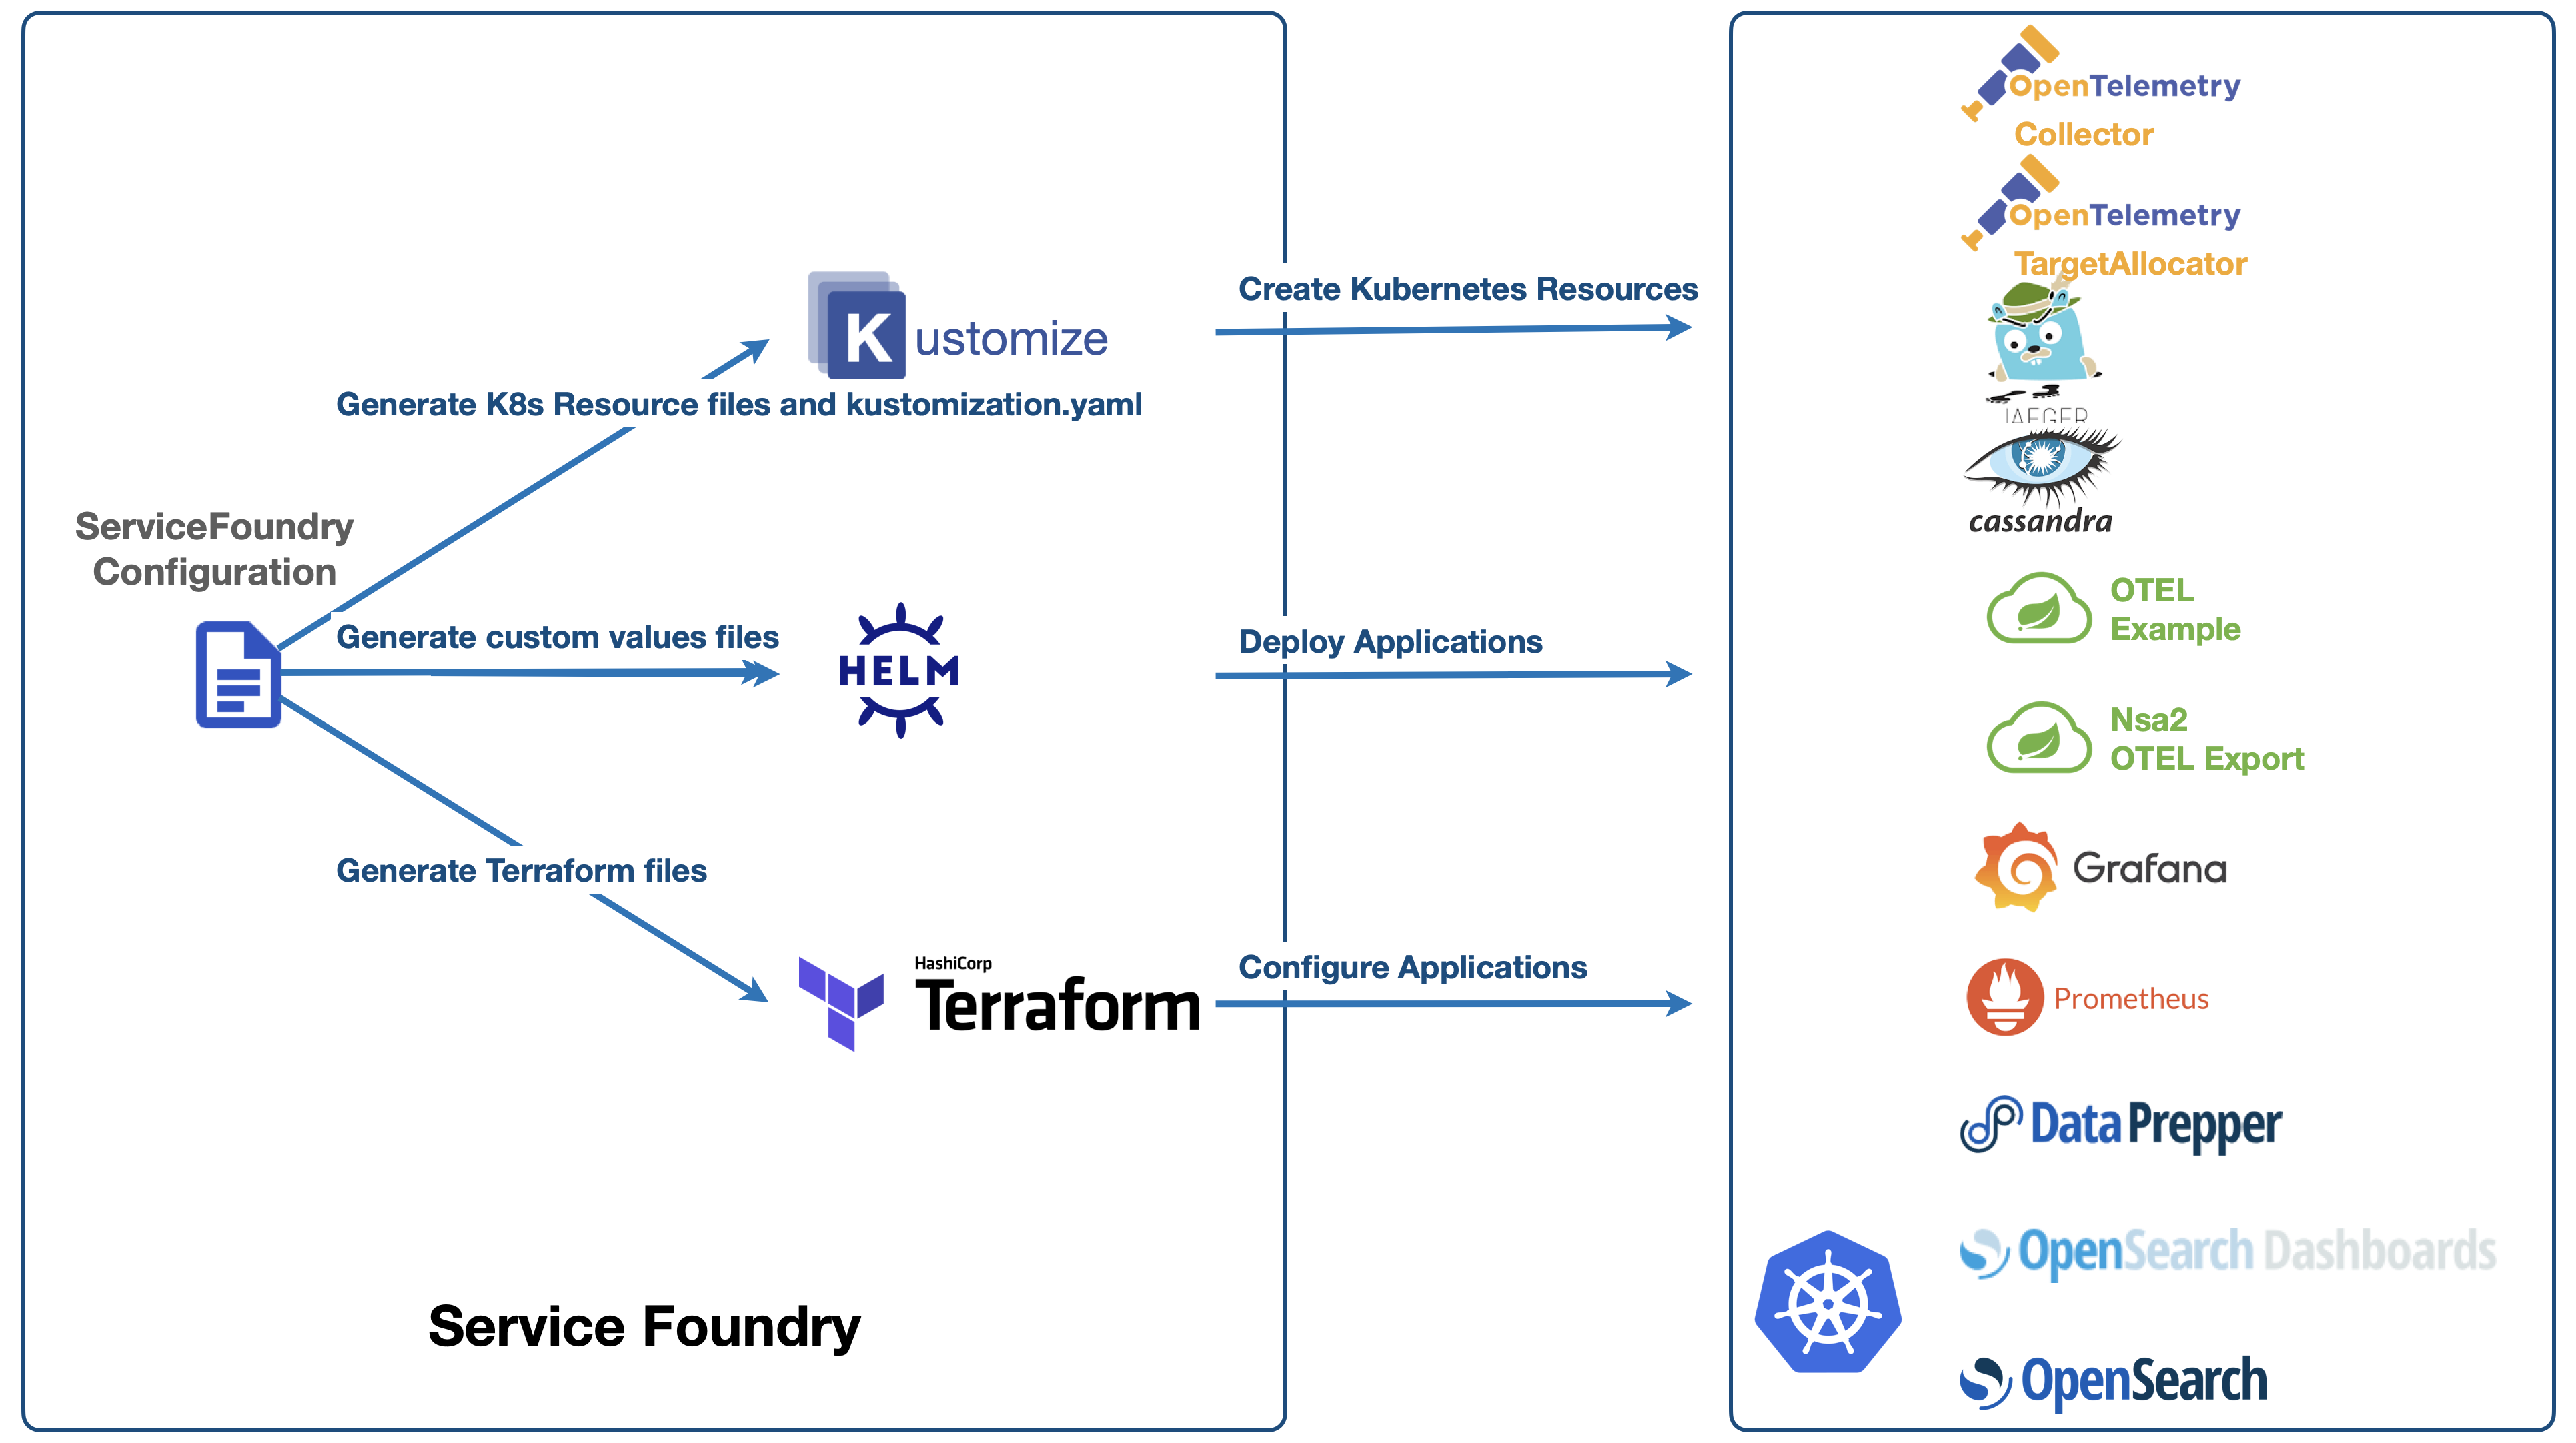 ServiceFoundry
Configuration
Kustomize
Generate K8s Resource files and kustomization.yaml
Generate custom values files
HELM
Generate Terraform files
HashiCorp
Terraform
Service Foundry
Create Kubernetes Resources
Deploy Applications
Configure Applications
OpenTelemetry
Collector
OpenTelemetry
TargetAllocator
JAEGER
cassandra
OTEL
Example
Nsa2
OTEL Export
Grafana
Prometheus
Data Prepper
OpenSearch Dashboards
OpenSearch